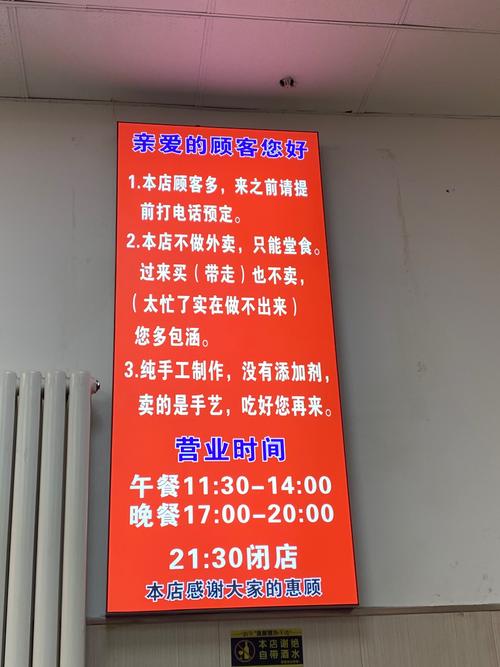 亲爱的顾客您好
1.本店顾客多，来之前请提
前打电话预定。
2.本店不做外卖，只能堂食。
过来买（带走）也不卖，
（太忙了实在做不出来）
您多包涵。
3.纯手工制作，没有添加剂，
卖的是手艺，吃好您再来。
营业时间
午餐11:30-14:00
晚餐17:00-20:00
21:30闭店
本店感谢大家的惠顾
本店谢绝
自带酒水